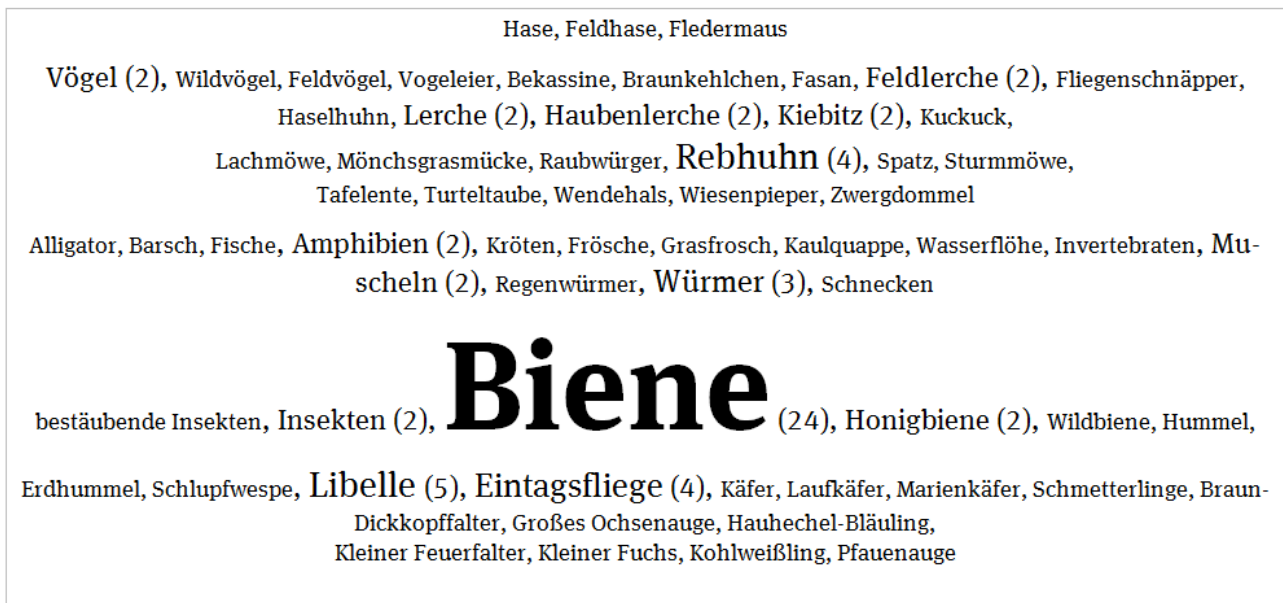 Hase, Feldhase, Fledermaus
Vögel (2), Wildvögel, Feldvögel, Vogeleier, Bekassine, Braunkehlchen, Fasan, Feldlerche (2), Fliegenschnäpper,
Haselhuhn, Lerche (2), Haubenlerche (2), Kiebitz (2), Kuckuck,
Lachmöwe, Mönchsgrasmücke, Raubwürger, Rebhuhn (4), Spatz, Sturmmöwe,
Tafelente, Turteltaube, Wendehals, Wiesenpieper, Zwergdommel
Alligator, Barsch, Fische, Amphibien (2), Kröten, Frösche, Grasfrosch, Kaulquappe, Wasserflöhe, Invertebraten, Mu-
scheln (2), Regenwürmer, Würmer (3), Schnecken
bestäubende Insekten, Insekten (2), Biene (24), Honigbiene (2), Wildbiene, Hummel,
Erdhummel, Schlupfwespe, Libelle (5), Eintagsfliege (4), Käfer, Laufkäfer, Marienkäfer, Schmetterlinge, Braun-
Dickkopffalter, Großes Ochsenauge, Hauhechel-Bläuling,
Kleiner Feuerfalter, Kleiner Fuchs, Kohlweißling, Pfauenauge